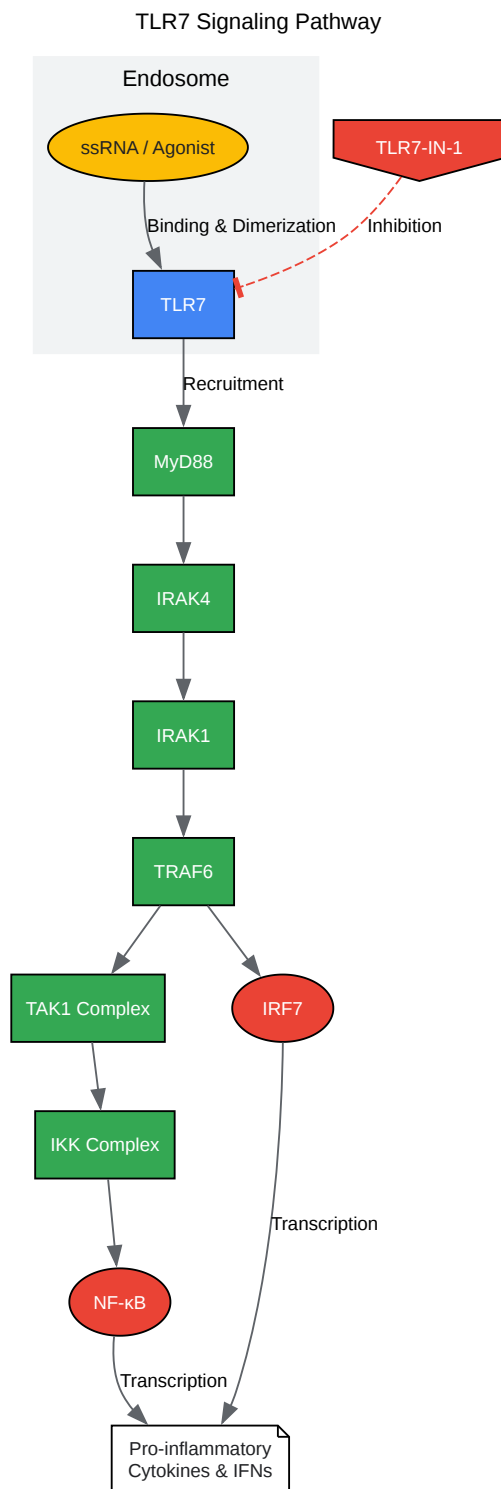 TLR7 Signaling Pathway
Endosome
ssRNA / Agonist
TLR7-IN-1
Binding & Dimerization
Inhibition
TLR7
Recruitment
MyD88
IRAK4
IRAK1
TRAF6
TAK1 Complex
IRF7
IKK Complex
Transcription
NF-κB
Transcription
Pro-inflammatory
Cytokines & IFNs